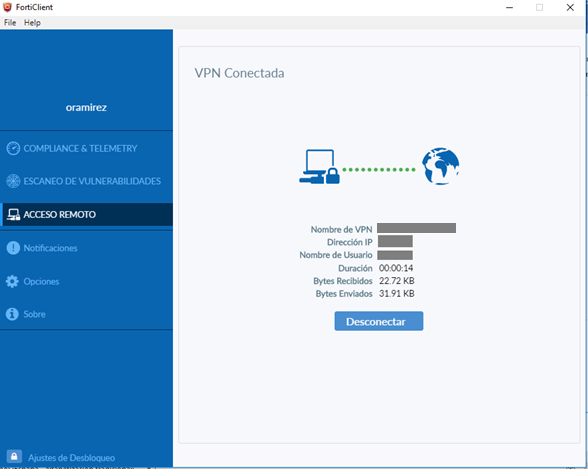 FortiClient
File Help
oramirez
COMPLIANCE & TELEMETRY
ESCANEO DE VULNERABILIDADES
ACCESO REMOTO
Notificaciones
Opciones
Sobre
Ajustes de Desbloqueo
VPN Conectada
Nombre de VPN
Dirección IP
Nombre de Usuario
Duración 00:00:14
Bytes Recibidos 22.72 KB
Bytes Enviados 31.91 KB
Desconectar